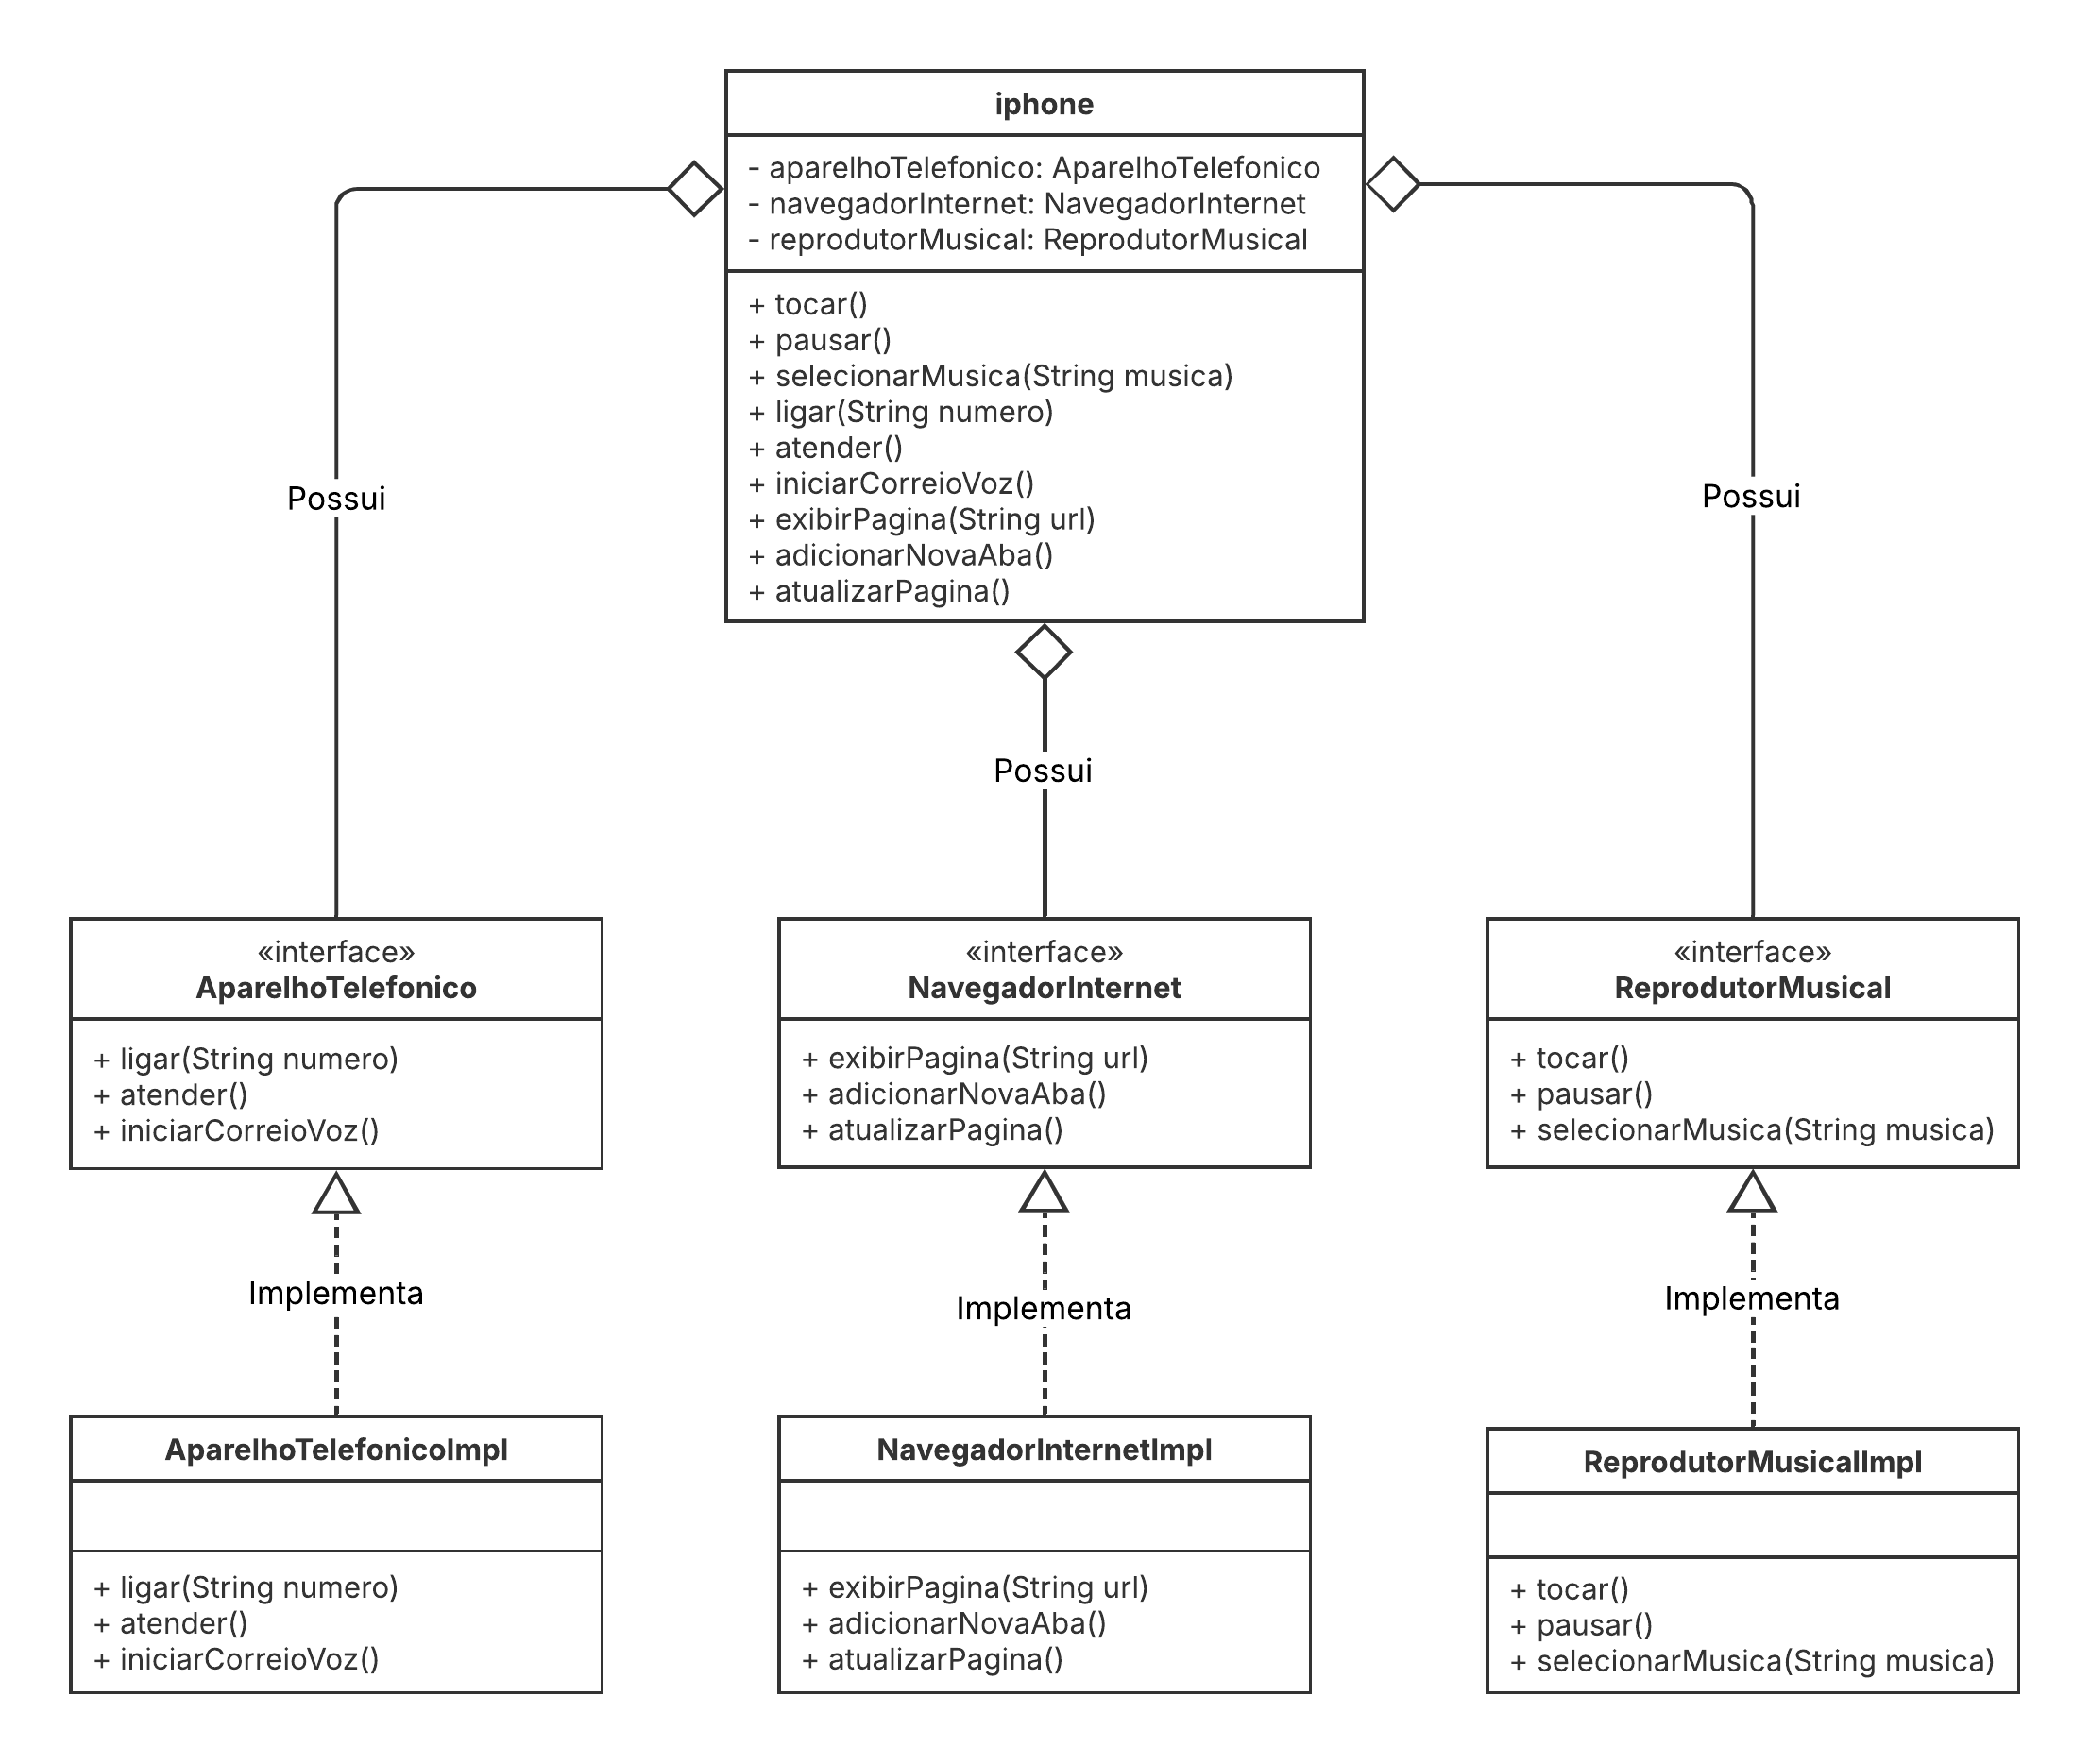 iphone
- aparelhoTelefonico: AparelhoTelefonico
- navegadorInternet: NavegadorInternet
- reprodutorMusical: ReprodutorMusical
+ tocar()
+ pausar()
+ selecionarMusica(String musica)
+ ligar(String numero)
+ atender()
+ iniciarCorreioVoz()
+ exibirPagina(String url)
+ adicionarNovaAba()
+ atualizarPagina()
Possui
Possui
Possui
«interface»
AparelhoTelefonico
+ ligar(String numero)
+ atender()
+ iniciarCorreioVoz()
«interface»
NavegadorInternet
+ exibirPagina(String url)
+ adicionarNovaAba()
+ atualizarPagina()
«interface»
ReprodutorMusical
+ tocar()
+ pausar()
+ selecionarMusica(String musica)
Implementa
Implementa
Implementa
AparelhoTelefonicoImpl
+ ligar(String numero)
+ atender()
+ iniciarCorreioVoz()
NavegadorInternetImpl
+ exibirPagina(String url)
+ adicionarNovaAba()
+ atualizarPagina()
ReprodutorMusicalImpl
+ tocar()
+ pausar()
+ selecionarMusica(String musica)